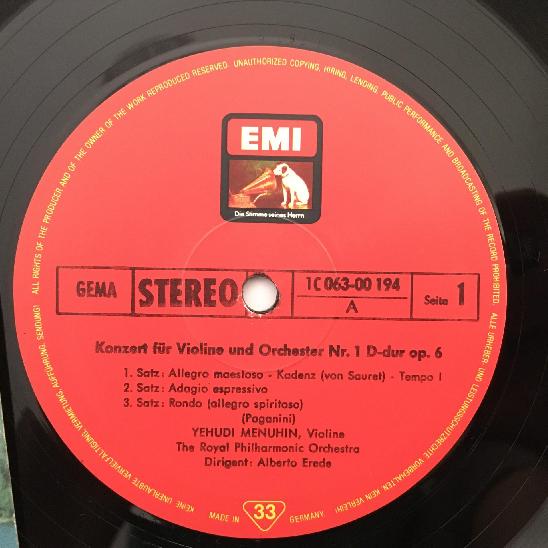 ALL RIGHTS OF THE PRODUCER AND OF THE OWNER OF THE WORK REPRODUCED RESERVED. UNAUTHORIZED COPYING, HIRING, LENDING, PUBLIC PERFORMANCE AND BROADCASTING OF THE RECORD PROHIBITED. ALLE URHEBER- UND LEISTUNGSSCHUTZRECHTE VORBEHALTEN. KEIN VERLEIH! KEINE UNERLAUBTE VERVIELFÄLTIGUNG, VERMIETUNG, AUFFÜHRUNG, SENDUNG!
EMI
Die Stimme seines Herrn
GEMA STEREO 1C 063-00 194 A Seite 1
Konzert für Violine und Orchester Nr. 1 D-dur op. 6
1. Satz: Allegro maestoso - Kadenz (von Sauret) - Tempo I
2. Satz: Adagio espressivo
3. Satz: Rondo (allegro spiritoso)
(Paganini)
YEHUDI MENUHIN, Violine
The Royal Philharmonic Orchestra
Dirigent: Alberto Erede
MADE IN 33 GERMANY